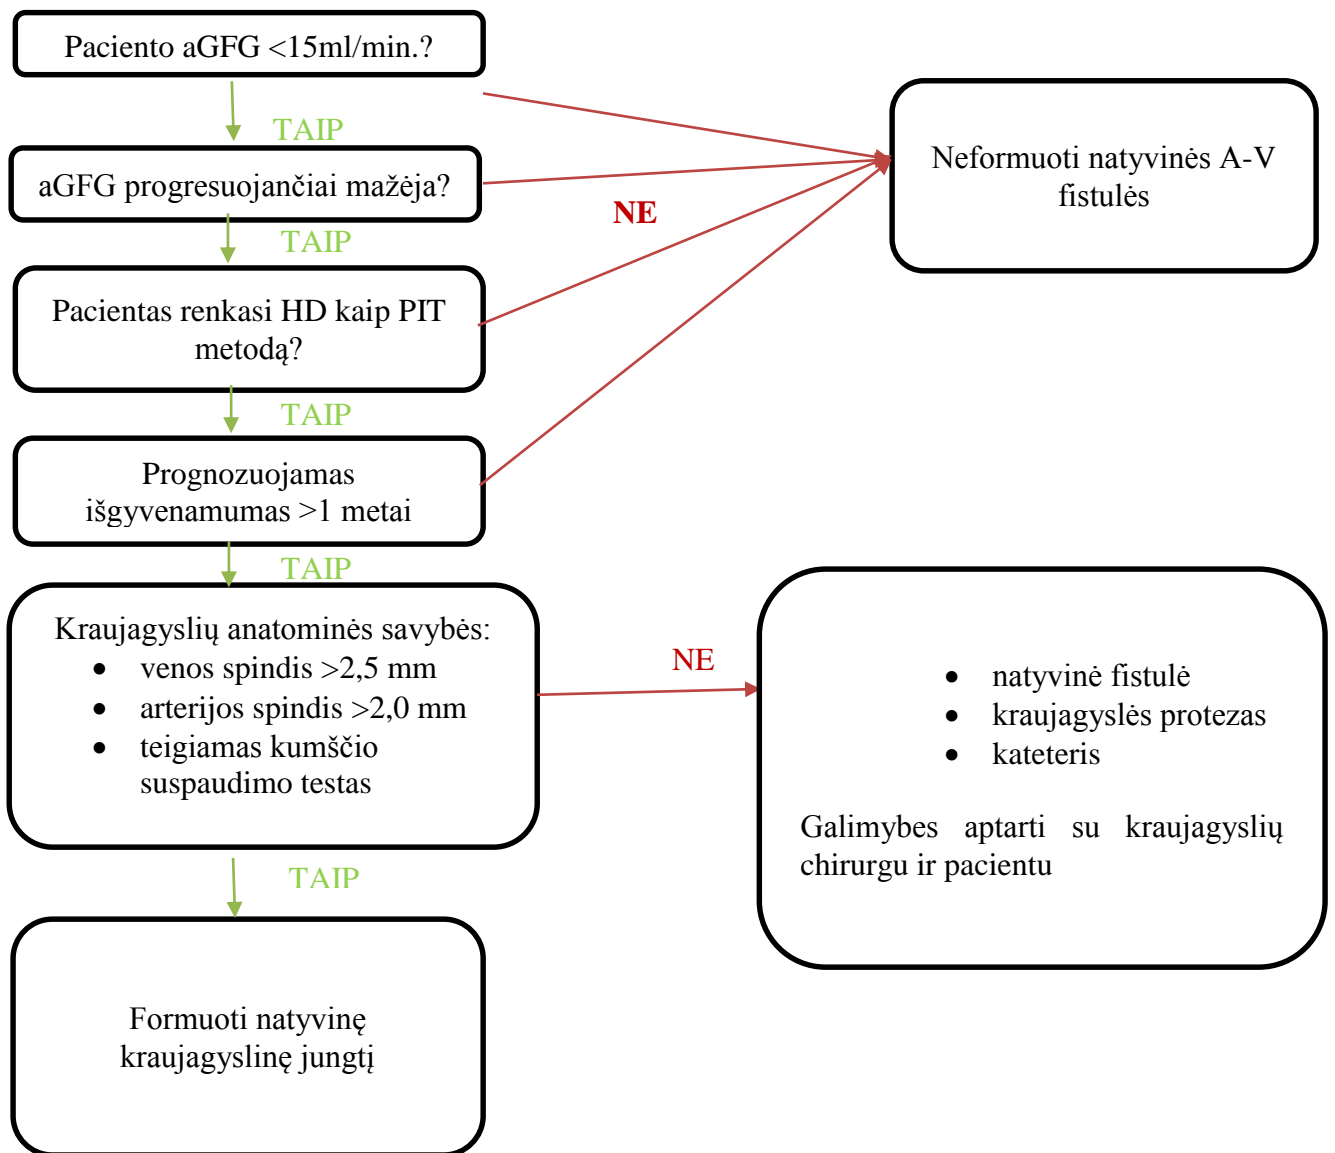 Paciento aGFG <15ml/min.?
TAIP
aGFG progresuojančiai mažėja?
TAIP
Pacientas renkasi HD kaip PIT
metodą?
TAIP
Prognozuojamas
išgyvenamumas >1 metai
TAIP
Kraujagyslių anatominės savybės:
• venos spindis >2,5 mm
• arterijos spindis >2,0 mm
• teigiamas kumščio
suspaudimo testas
TAIP
Formuoti natyvinę
kraujagyslinę jungtį
NE
Neformuoti natyvinės A-V
fistulės
NE
• natyvinė fistulė
• kraujagyslės protezas
• kateteris
Galimybes aptarti su kraujagyslių
chirurgu ir pacientu